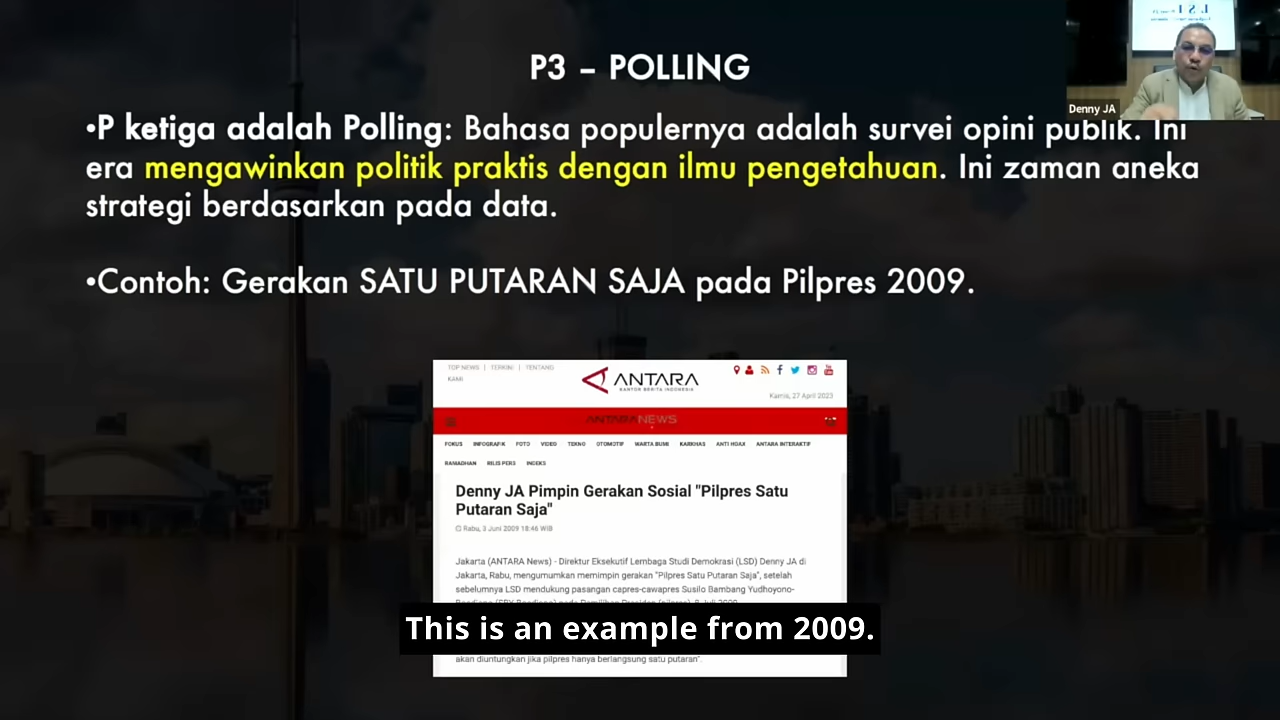 P3 – POLLING
Denny JA
•P ketiga adalah Polling: Bahasa populernya adalah survei opini publik. Ini
era mengawinkan politik praktis dengan ilmu pengetahuan. Ini zaman aneka
strategi berdasarkan pada data.
•Contoh: Gerakan SATU PUTARAN SAJA pada Pilpres 2009.
TOP NEWS | TERKINI | TENTANG
KAMI
ANTARA
KANTOR BERITA INDONESIA
Kamis, 27 April 2023
ANTARANEWS
FOKUS INFOGRAFIK FOTO VIDEO TEKNO OTOMOTIF WARTA BUMI KARKHAS ANTI HOAX ANTARA INTERAKTIF
RAMADHAN RILIS PERS INDEKS
Denny JA Pimpin Gerakan Sosial "Pilpres Satu
Putaran Saja"
Rabu, 3 Juni 2009 18:46 WIB
Jakarta (ANTARA News) - Direktur Eksekutif Lembaga Studi Demokrasi (LSD) Denny JA di
Jakarta, Rabu, mengumumkan memimpin gerakan "Pilpres Satu Putaran Saja", setelah
sebelumnya LSD mendukung pasangan capres-cawapres Susilo Bambang Yudhoyono-
This is an example from 2009.
akan diuntungkan jika pilpres hanya berlangsung satu putaran".